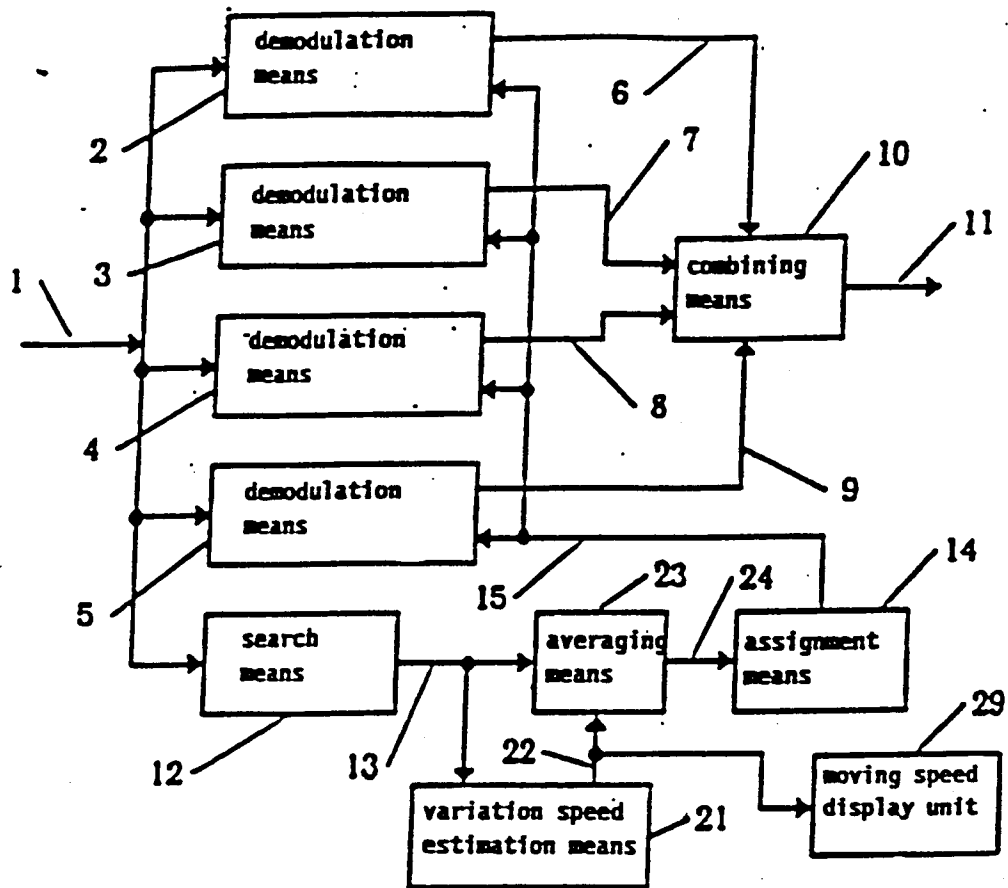 demodulation
means
6
2
7
10
demodulation
means
11
combining
means
1
3
demodulation
means
8
4
9
demodulation
means
15
23
24
14
5
search
means
averaging
means
assignment
means
29
12
13
22
moving speed
display unit
variation speed
estimation means
21